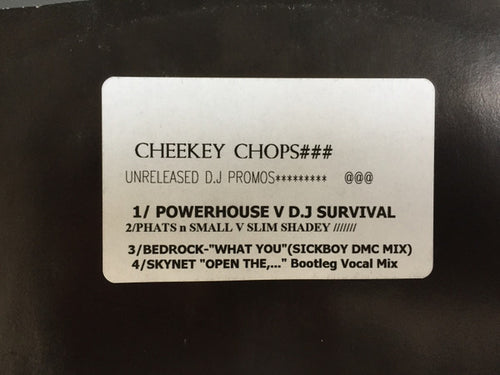 CHEEKEY CHOPS###
UNRELEASED D.J PROMOS********* @@@
1/ POWERHOUSE V D.J SURVIVAL
2/PHATS n SMALL V SLIM SHADEY ///////
3/BEDROCK-"WHAT YOU"(SICKBOY DMC MIX)
4/SKYNET "OPEN THE,..." Bootleg Vocal Mix